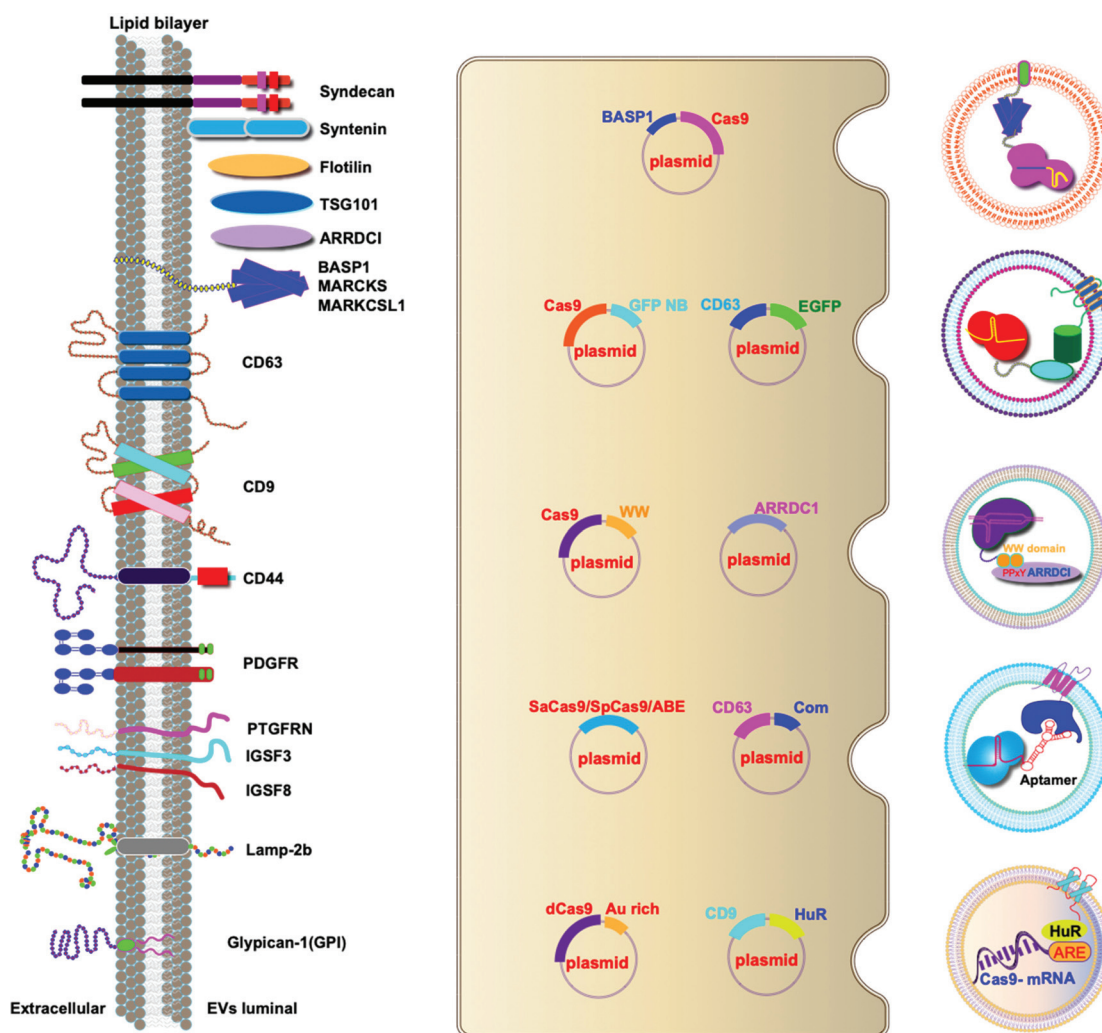 Lipid bilayer
Syndecan
Syntenin
Flotilin
TSG101
ARRDCI
BASP1
MARCKS
MARKCSL1
CD63
CD9
CD44
PDGFR
PTGFRN
IGSF3
IGSF8
Lamp-2b
Glypican-1(GPI)
Extracellular
EVs luminal
BASP1
Cas9
plasmid
Cas9
GFP NB
plasmid
CD63
EGFP
plasmid
Cas9
WW
plasmid
ARRDC1
plasmid
SaCas9/SpCas9/ABE
plasmid
CD63
Com
plasmid
dCas9
Au rich
plasmid
CD9
HuR
plasmid
WW domain
PPxY ARRDCI
Aptamer
HuR
ARE
Cas9- mRNA